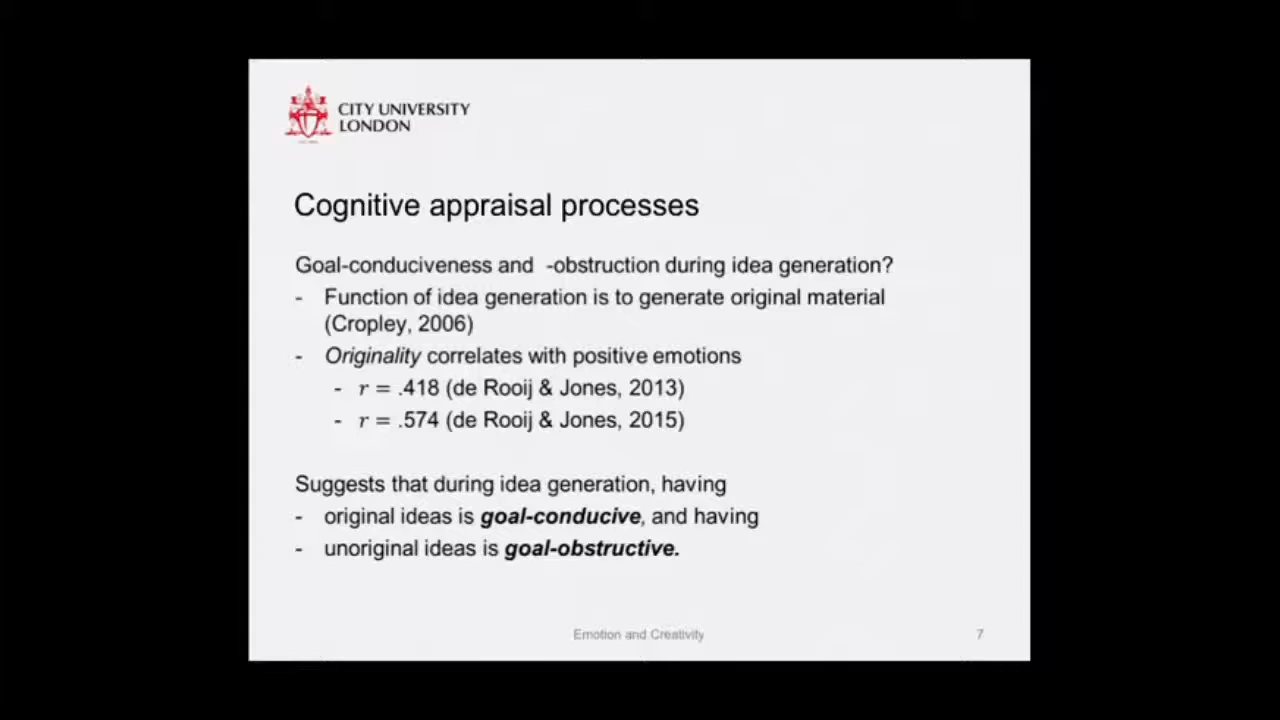 CITY UNIVERSITY
LONDON
Cognitive appraisal processes
Goal-conduciveness and -obstruction during idea generation?
- Function of idea generation is to generate original material
(Cropley, 2006)
- Originality correlates with positive emotions
- r = .418 (de Rooij & Jones, 2013)
- r = .574 (de Rooij & Jones, 2015)
Suggests that during idea generation, having
- original ideas is goal-conducive, and having
- unoriginal ideas is goal-obstructive.
Emotion and Creativity
7